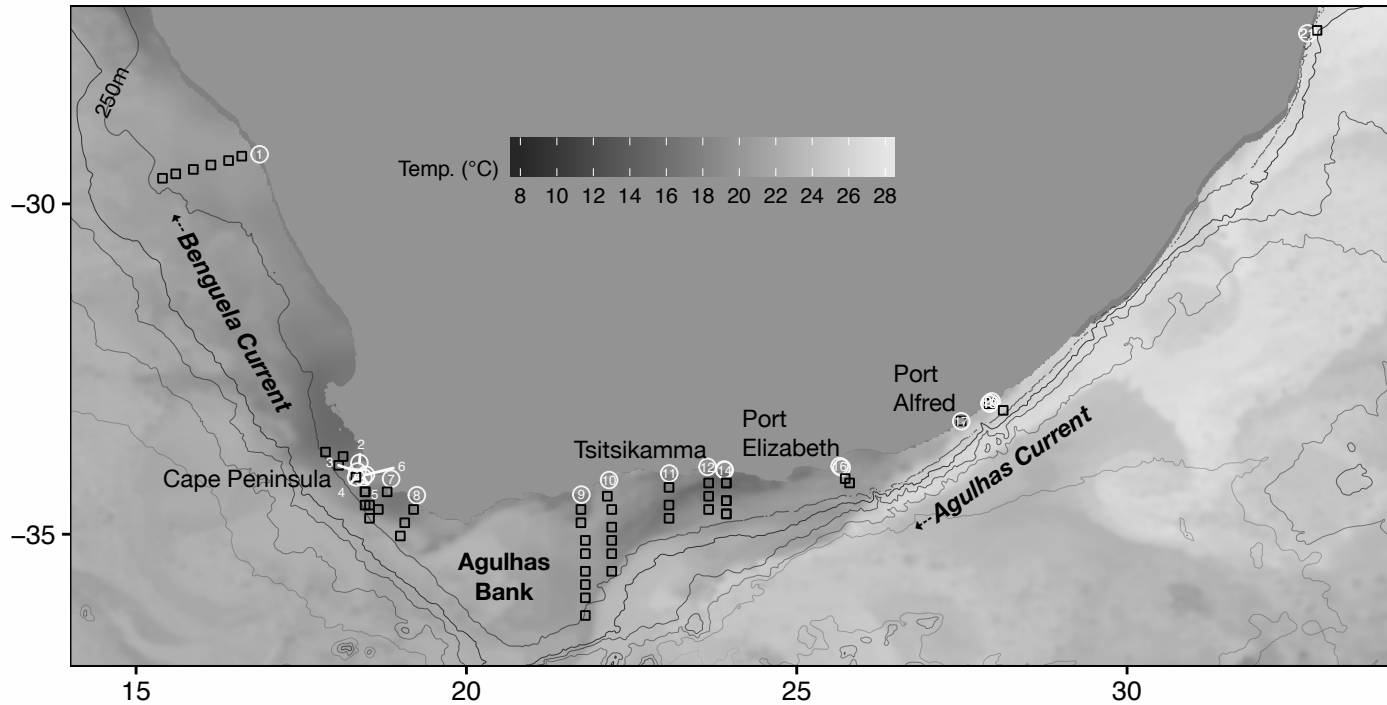 250m
1
Temp. (°C)
8 10 12 14 16 18 20 22 24 26 28
21
−30
Benguela Current
Port
Alfred
17
Port
Elizabeth
Agulhas Current
Tsitsikamma
16
2
3
6
Cape Peninsula
4
5
7
8
9
10
11
12
14
−35
Agulhas
Bank
15 20 25 30